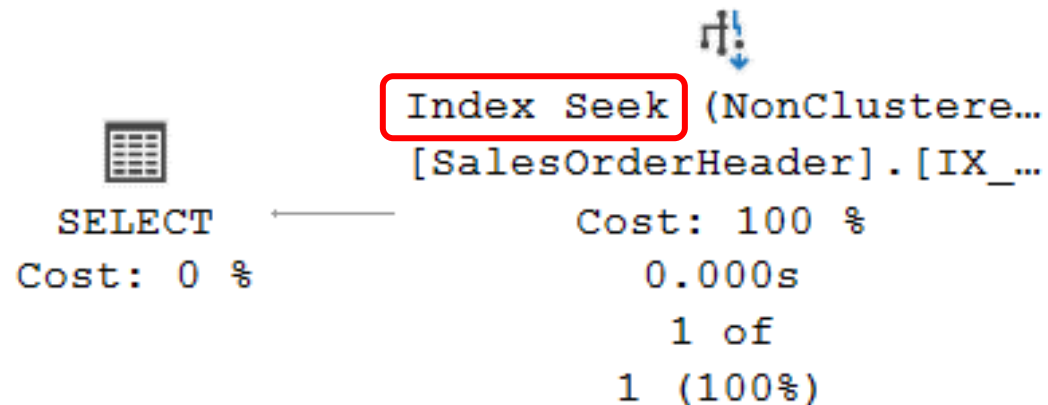 Index Seek (NonClustere…
[SalesOrderHeader].[IX_…
Cost: 100 %
0.000s
1 of
1 (100%)
SELECT
Cost: 0 %